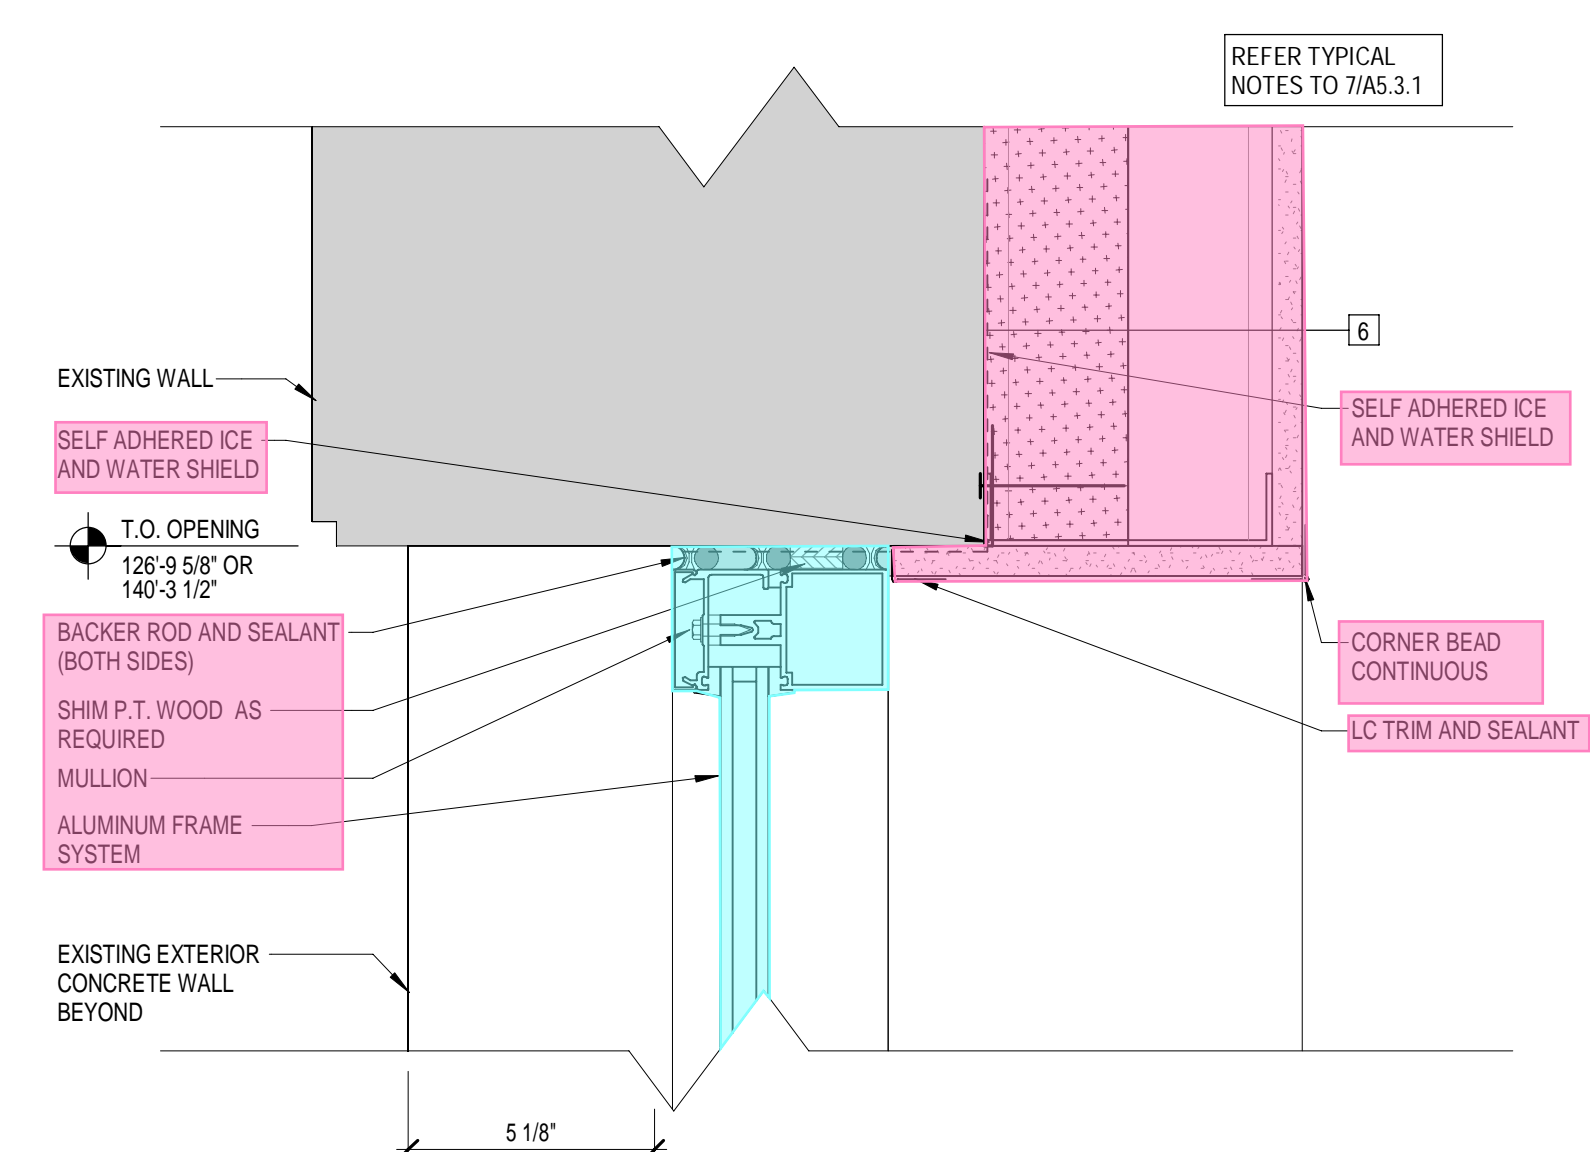 REFER TYPICAL
NOTES TO 7/A5.3.1
6
EXISTING WALL
SELF ADHERED ICE
AND WATER SHIELD
T.O. OPENING
126'-9 5/8" OR
140'-3 1/2"
BACKER ROD AND SEALANT
(BOTH SIDES)
SHIM P.T. WOOD AS
REQUIRED
MULLION
ALUMINUM FRAME
SYSTEM
EXISTING EXTERIOR
CONCRETE WALL
BEYOND
5 1/8"
SELF ADHERED ICE
AND WATER SHIELD
CORNER BEAD
CONTINUOUS
LC TRIM AND SEALANT